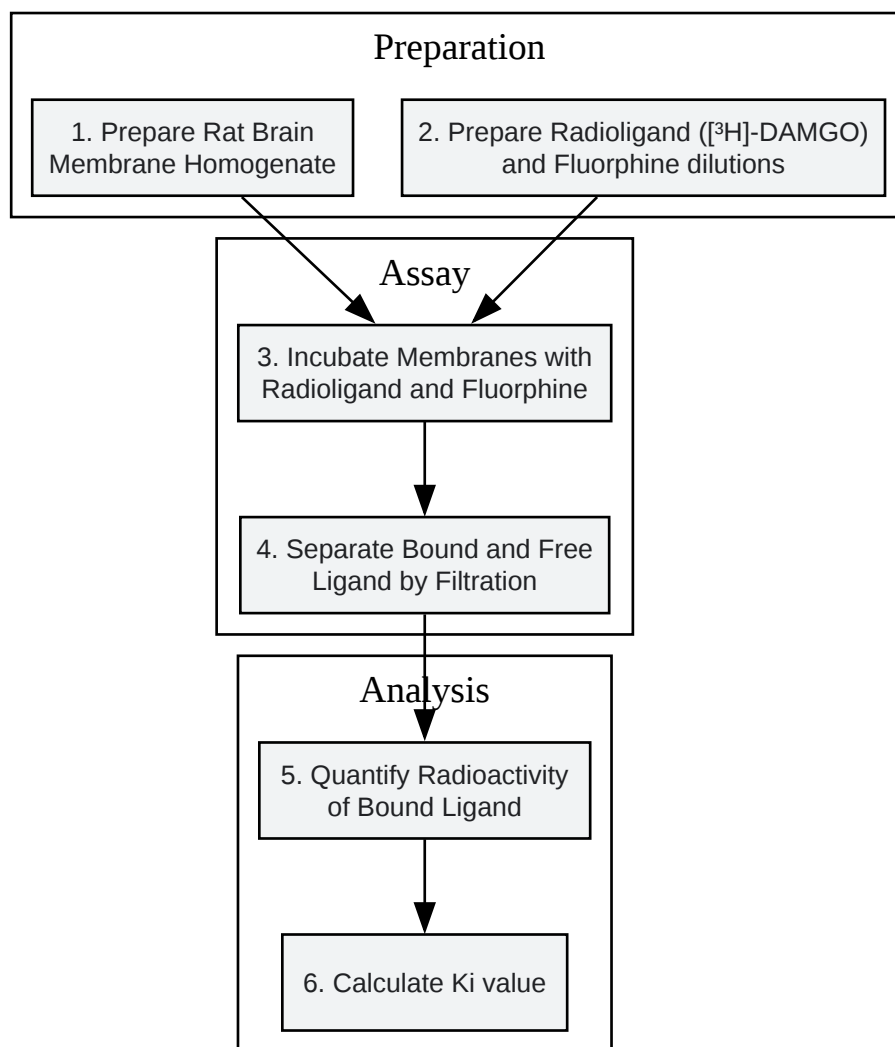 Preparation
1. Prepare Rat Brain
Membrane Homogenate
2. Prepare Radioligand ([³H]-DAMGO)
and Fluorphine dilutions
Assay
3. Incubate Membranes with
Radioligand and Fluorphine
4. Separate Bound and Free
Ligand by Filtration
Analysis
5. Quantify Radioactivity
of Bound Ligand
6. Calculate Ki value